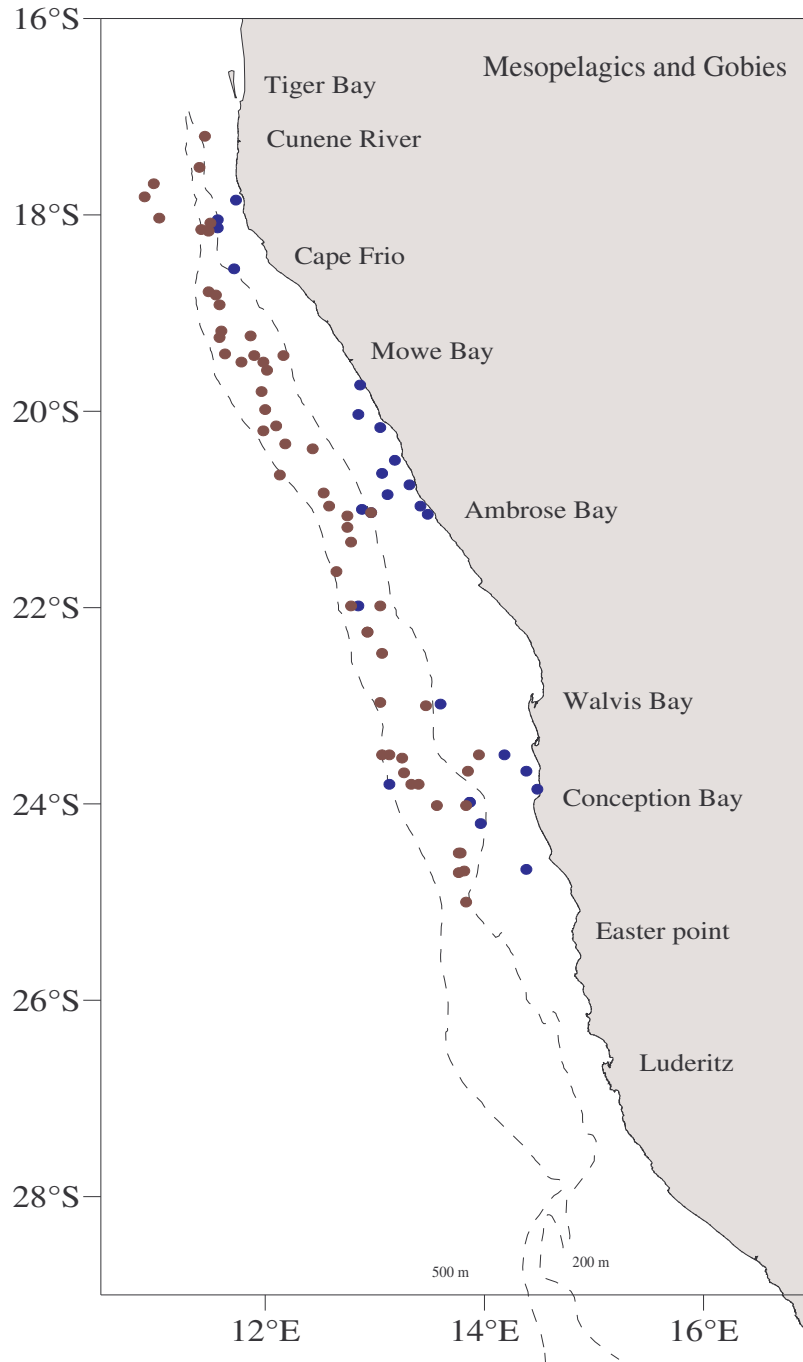 16°S
Mesopelagics and Gobies
Tiger Bay
Cunene River
18°S
Cape Frio
Mowe Bay
20°S
Ambrose Bay
22°S
Walvis Bay
24°S
Conception Bay
Easter point
26°S
Luderitz
28°S
500 m
200 m
12°E
14°E
16°E